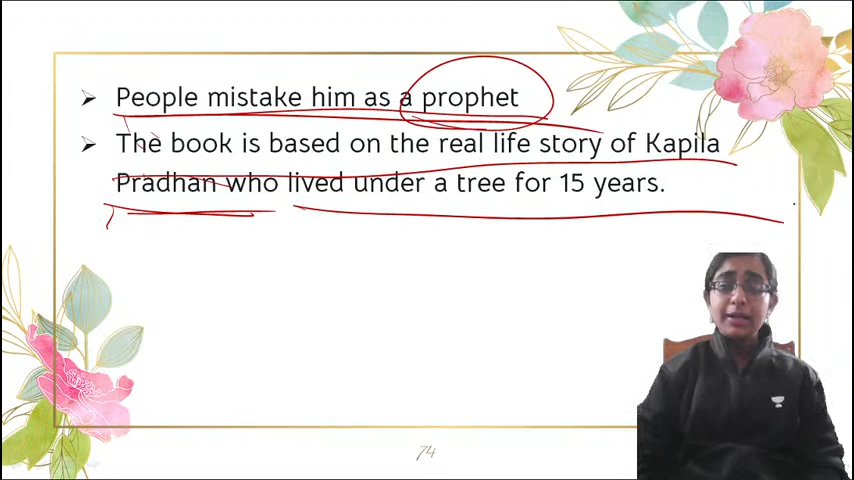 People mistake him as a prophet
The book is based on the real life story of Kapila
Pradhan who lived under a tree for 15 years.
74